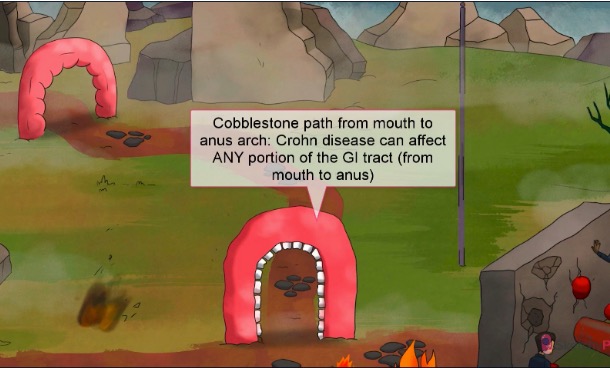 Cobblestone path from mouth to
anus arch: Crohn disease can affect
ANY portion of the GI tract (from
mouth to anus)
P